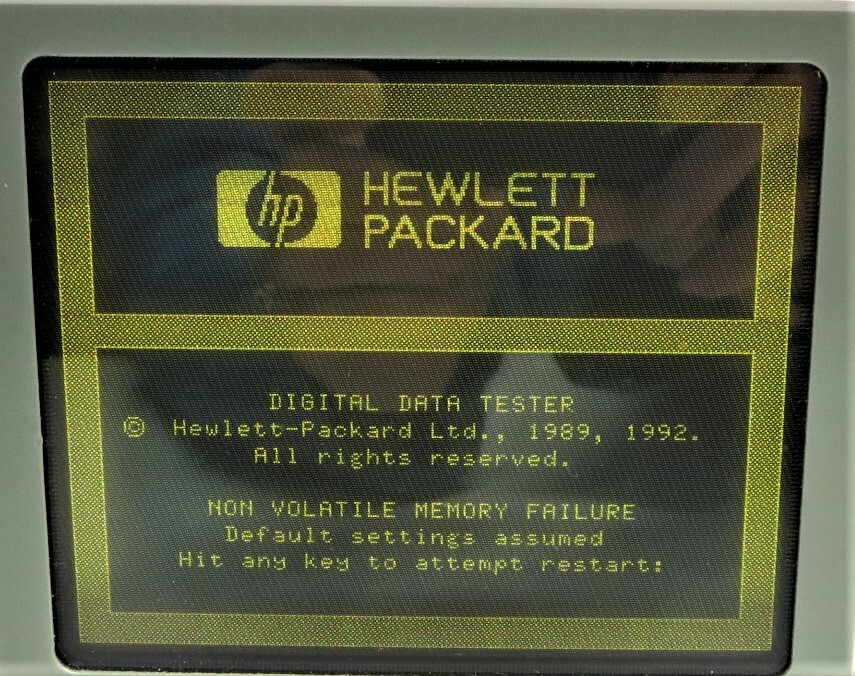 hp
HEWLETT
PACKARD
DIGITAL DATA TESTER
© Hewlett-Packard Ltd., 1989, 1992.
All rights reserved.
NON VOLATILE MEMORY FAILURE
Default settings assumed
Hit any key to attempt restart: